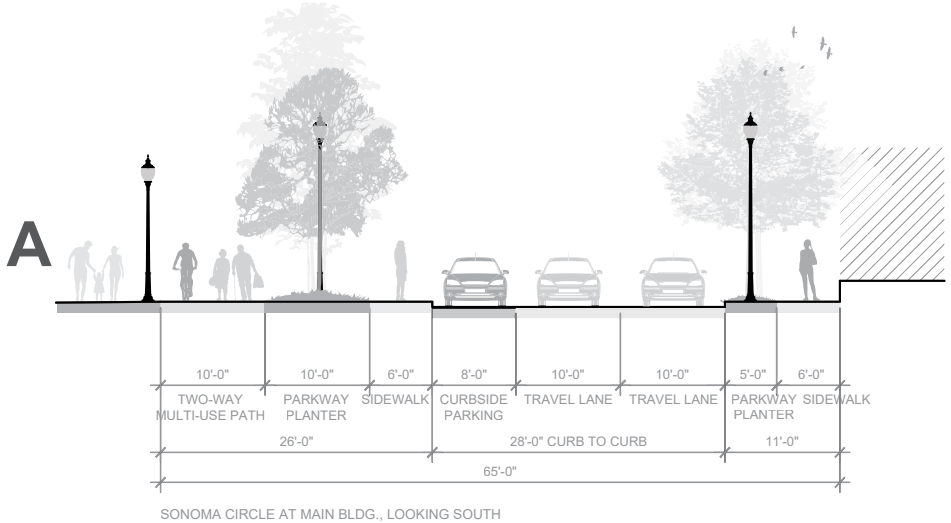 A
10'-0" 10'-0" 6'-0" 8'-0" 10'-0" 10'-0" 5'-0" 6'-0"
TWO-WAY
MULTI-USE PATH
PARKWAY
PLANTER
SIDEWALK
CURBSIDE
PARKING
TRAVEL LANE
TRAVEL LANE
PARKWAY
PLANTER
SIDEWALK
26'-0" 28'-0" CURB TO CURB 11'-0"
65'-0"
SONOMA CIRCLE AT MAIN BLDG., LOOKING SOUTH